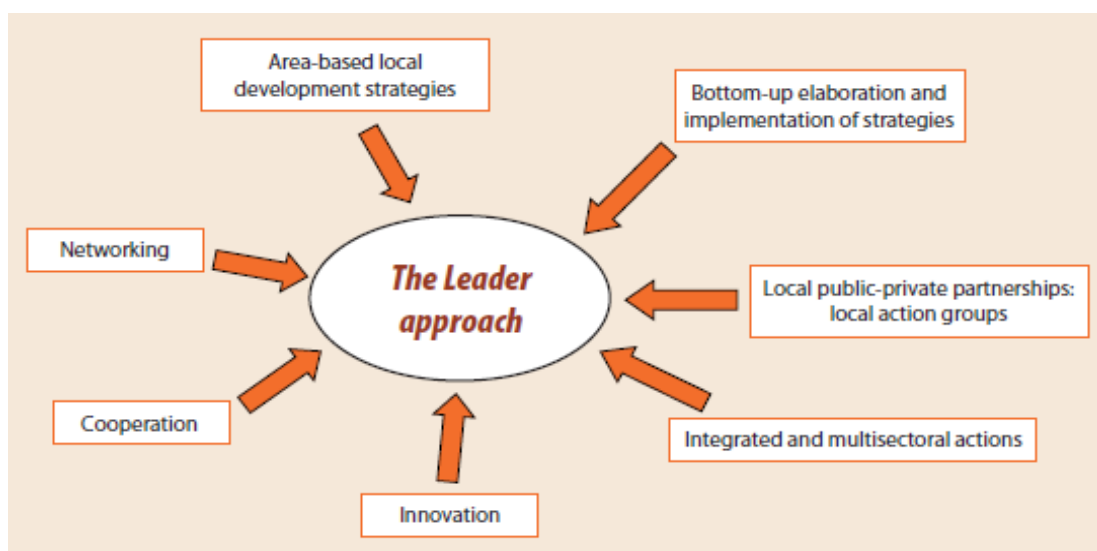 Area-based local
development strategies
Bottom-up elaboration and
implementation of strategies
Networking
The Leader
approach
Local public-private partnerships:
local action groups
Cooperation
Integrated and multisectoral actions
Innovation